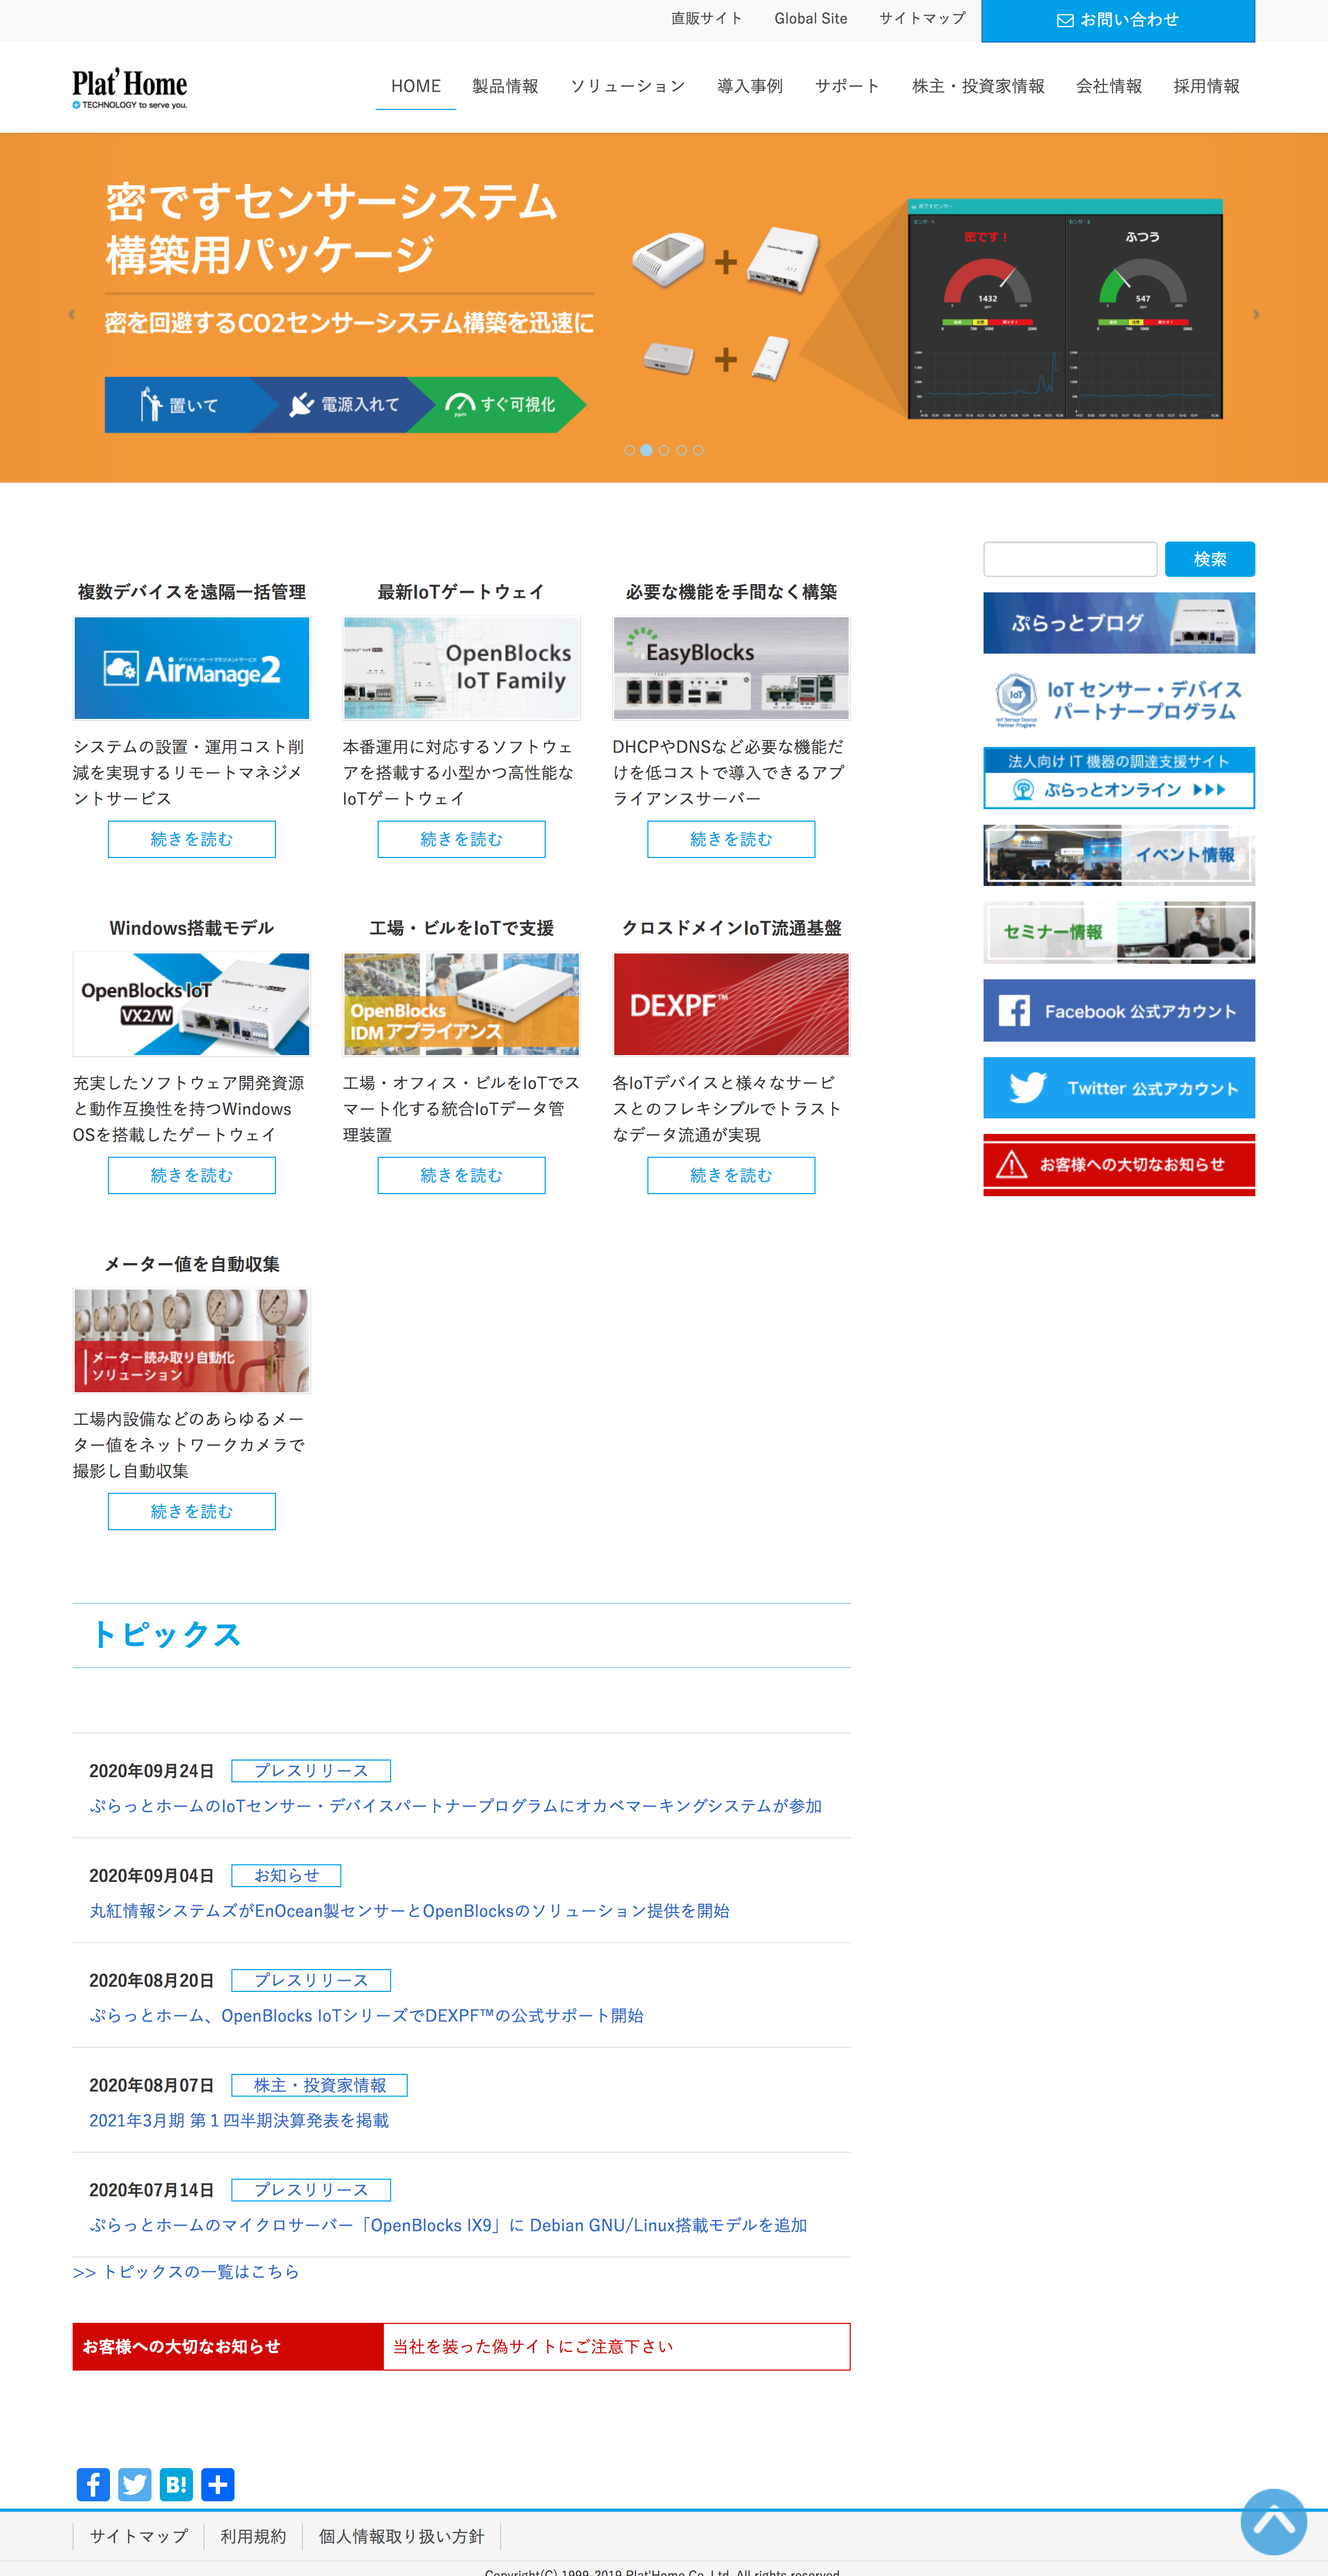 直販サイト
Global Site
サイトマップ
お問い合わせ
Plat'Home
TECHNOLOGY to serve you.
HOME
製品情報
ソリューション
導入事例
サポート
株主・投資家情報
会社情報
採用情報
密ですセンサーシステム
構築用パッケージ
密を回避するCO2センサーシステム構築を迅速に
置いて
電源入れて
ppm
すぐ可視化
密ですセンサー
センサー1
密です！
1432
ppm
センサー2
ふつう
547
ppm
検索
複数デバイスを遠隔一括管理
デバイスリモートマネジメントサービス
AirManage2
システムの設置・運用コスト削
減を実現するリモートマネジメ
ントサービス
続きを読む
最新IoTゲートウェイ
OpenBlocks
IoT Family
本番運用に対応するソフトウェ
アを搭載する小型かつ高性能な
IoTゲートウェイ
続きを読む
必要な機能を手間なく構築
EasyBlocks
DHCPやDNSなど必要な機能だ
けを低コストで導入できるアプ
ライアンスサーバー
続きを読む
Windows搭載モデル
OpenBlocks IoT
VX2/W
充実したソフトウェア開発資源
と動作互換性を持つWindows
OSを搭載したゲートウェイ
続きを読む
工場・ビルをIoTで支援
OpenBlocks
IDM アプライアンス
工場・オフィス・ビルをIoTでス
マート化する統合IoTデータ管
理装置
続きを読む
クロスドメインIoT流通基盤
DEXPF™
各IoTデバイスと様々なサービ
スとのフレキシブルでトラスト
なデータ流通が実現
続きを読む
メーター値を自動収集
メーター読み取り自動化
ソリューション
工場内設備などのあらゆるメー
ター値をネットワークカメラで
撮影し自動収集
続きを読む
ぷらっとブログ
IoT
IoT Sensor Device
Partner Program
IoT センサー・デバイス
パートナープログラム
法人向け IT 機器の調達支援サイト
ぷらっとオンライン
イベント情報
セミナー情報
Facebook 公式アカウント
Twitter 公式アカウント
お客様への大切なお知らせ
トピックス
2020年09月24日 プレスリリース
ぷらっとホームのIoTセンサー・デバイスパートナープログラムにオカベマーキングシステムが参加
2020年09月04日 お知らせ
丸紅情報システムズがEnOcean製センサーとOpenBlocksのソリューション提供を開始
2020年08月20日 プレスリリース
ぷらっとホーム、OpenBlocks IoTシリーズでDEXPF™の公式サポート開始
2020年08月07日 株主・投資家情報
2021年3月期 第１四半期決算発表を掲載
2020年07月14日 プレスリリース
ぷらっとホームのマイクロサーバー「OpenBlocks IX9」に Debian GNU/Linux搭載モデルを追加
>> トピックスの一覧はこちら
お客様への大切なお知らせ
当社を装った偽サイトにご注意下さい
B!
サイトマップ
利用規約
個人情報取り扱い方針
Copyright(C) 1999-2019 Plat'Home Co.,Ltd. All rights reserved.